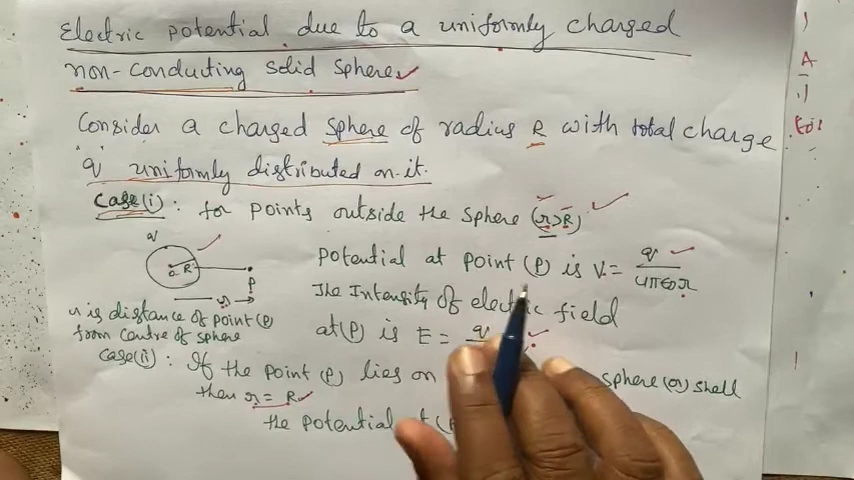 Electric potential due to a uniformly charged
non-conducting solid sphere
Consider a charged sphere of radius R with total charge
'q' uniformly distributed on it.
Case(i): for points outside the sphere (r>R)
q
R
P
r
Potential at point (P) is V = q/4πε0r
The Intensity of electric field
at (P) is E = q
r is distance of point (P)
from centre of sphere
Case(ii): If the point (P) lies on
sphere (or) shell
then r = R
the potential at (P